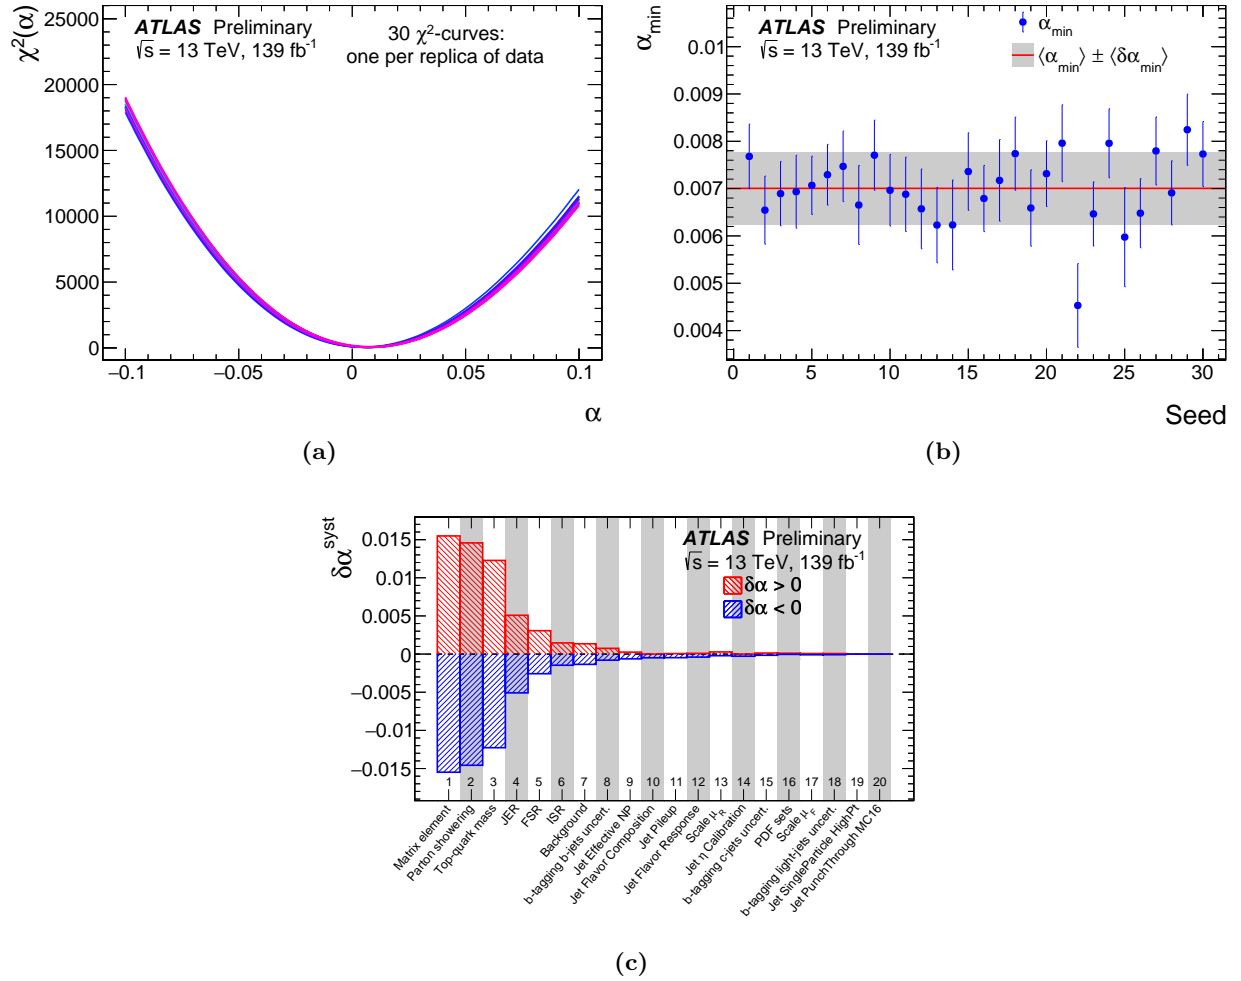 ATLAS Preliminary
√s = 13 TeV, 139 fb⁻¹
30 χ²-curves:
one per replica of data
χ²(α)
25000
20000
15000
10000
5000
0
−0.1 −0.05 0 0.05 0.1
α
(a)
ATLAS Preliminary
√s = 13 TeV, 139 fb⁻¹
α_min
⟨α_min⟩ ± ⟨δα_min⟩
α_min
0.01
0.009
0.008
0.007
0.006
0.005
0.004
0 5 10 15 20 25 30
Seed
(b)
ATLAS Preliminary
√s = 13 TeV, 139 fb⁻¹
δα > 0
δα < 0
δα^syst
0.015
0.01
0.005
0
−0.005
−0.01
−0.015
1 2 3 4 5 6 7 8 9 10 11 12 13 14 15 16 17 18 19 20
Matrix element
Parton showering
Top-quark mass
JER
FSR
ISR
Background
b-tagging b-jets uncert.
Jet Effective NP
Jet Flavor Composition
Jet Pileup
Jet Flavor Response
Scale μ_R
Jet η Calibration
b-tagging c-jets uncert.
PDF sets
Scale μ_F
b-tagging light-jets uncert.
Jet SingleParticle HighPt
Jet PunchThrough MC16
(c)